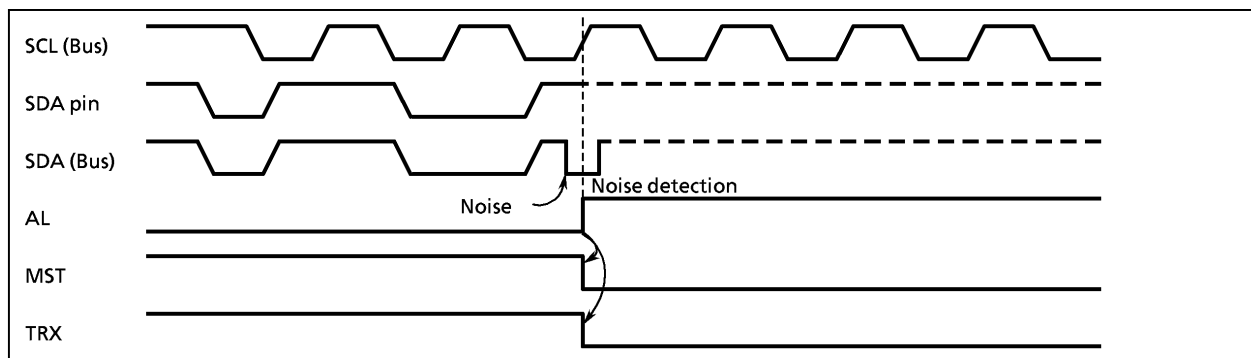 SCL (Bus)
SDA pin
SDA (Bus)
Noise detection
Noise
AL
MST
TRX